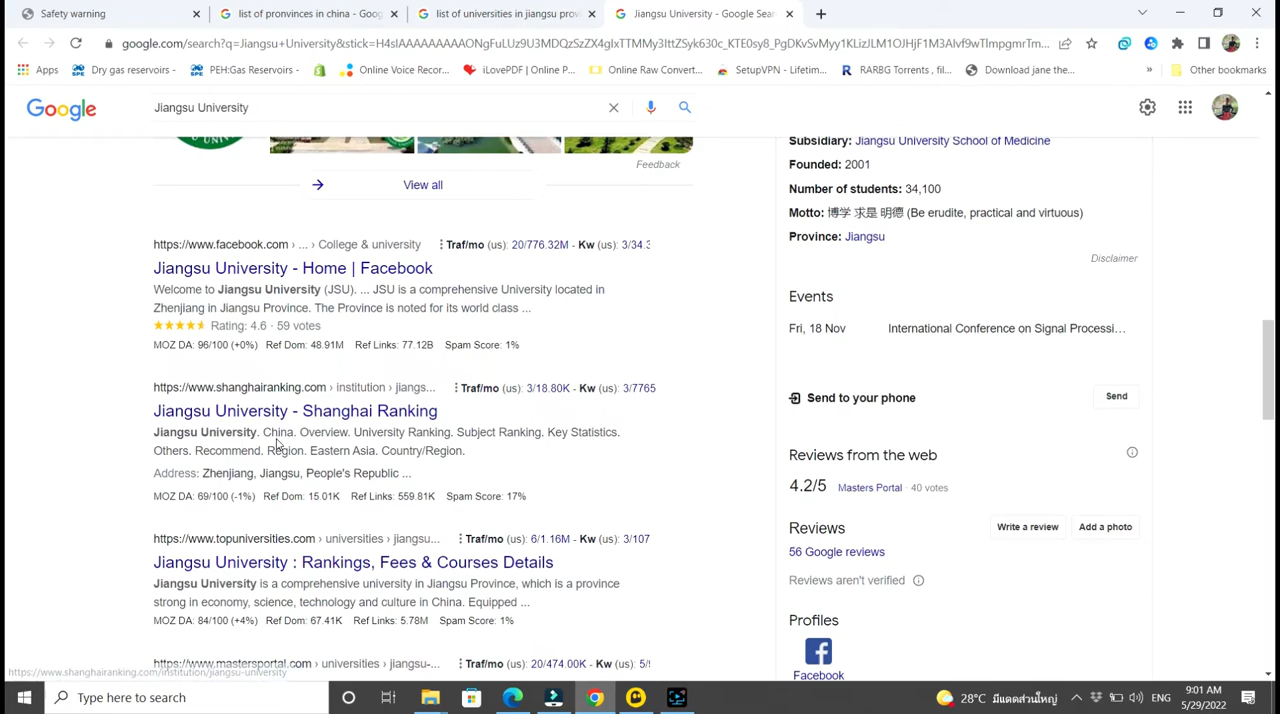 Safety warning
list of pronvinces in china - Goog
list of universities in jiangsu prov
Jiangsu University - Google Sear
google.com/search?q=Jiangsu+University&stick=H4sIAAAAAAAAAONgFuLUz9U3MDQzSzZX4gIxTTMMy3IttZSyk630c_KTE0sy8_PgDKvSvMyy1KLizJLM1OJHjF1M3Alvf9wTlmpgmrTm...
Apps
Dry gas reservoirs -
PEH:Gas Reservoirs -
Online Voice Recor...
iLovePDF | Online P...
Online Raw Convert...
SetupVPN - Lifetim...
RARBG Torrents , fil...
Download jane the...
»
Other bookmarks
Google
Jiangsu University
Feedback
View all
https://www.facebook.com › ... › College & university
Traf/mo (us): 20/776.32M - Kw (us): 3/34.3
Jiangsu University - Home | Facebook
Welcome to Jiangsu University (JSU). ... JSU is a comprehensive University located in
Zhenjiang in Jiangsu Province. The Province is noted for its world class ...
Rating: 4.6 · 59 votes
MOZ DA: 96/100 (+0%) Ref Dom: 48.91M Ref Links: 77.12B Spam Score: 1%
https://www.shanghairanking.com › institution › jiangs...
Traf/mo (us): 3/18.80K - Kw (us): 3/7765
Jiangsu University - Shanghai Ranking
Jiangsu University. China. Overview. University Ranking. Subject Ranking. Key Statistics.
Others. Recommend. Region. Eastern Asia. Country/Region.
Address: Zhenjiang, Jiangsu, People's Republic ...
MOZ DA: 69/100 (-1%) Ref Dom: 15.01K Ref Links: 559.81K Spam Score: 17%
https://www.topuniversities.com › universities › jiangsu...
Traf/mo (us): 6/1.16M - Kw (us): 3/107
Jiangsu University : Rankings, Fees & Courses Details
Jiangsu University is a comprehensive university in Jiangsu Province, which is a province
strong in economy, science, technology and culture in China. Equipped ...
MOZ DA: 84/100 (+4%) Ref Dom: 67.41K Ref Links: 5.78M Spam Score: 1%
https://www.mastersportal.com › universities › jiangsu-...
Traf/mo (us): 20/474.00K - Kw (us): 5/5
https://www.shanghairanking.com/institution/jiangsu-university
Subsidiary: Jiangsu University School of Medicine
Founded: 2001
Number of students: 34,100
Motto: 博学 求是 明德 (Be erudite, practical and virtuous)
Province: Jiangsu
Disclaimer
Events
Fri, 18 Nov
International Conference on Signal Processi...
Send to your phone
Send
Reviews from the web
4.2/5 Masters Portal · 40 votes
Reviews
Write a review
Add a photo
56 Google reviews
Reviews aren't verified
Profiles
Facebook
Type here to search
28°C มีแดดส่วนใหญ่
ENG
9:01 AM
5/29/2022